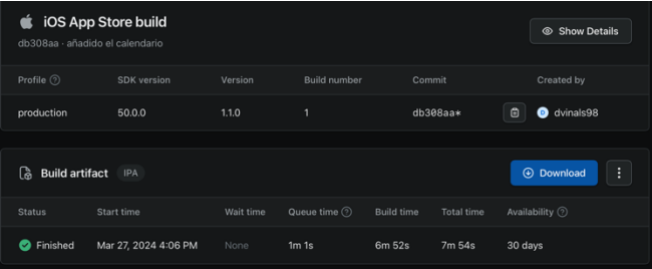 iOS App Store build
Show Details
db308aa · añadido el calendario
Profile SDK version Version Build number Commit Created by
production 50.0.0 1.1.0 1 db308aa* D dvinals98
Build artifact IPA Download
Status Start time Wait time Queue time Build time Total time Availability
Finished Mar 27, 2024 4:06 PM None 1m 1s 6m 52s 7m 54s 30 days